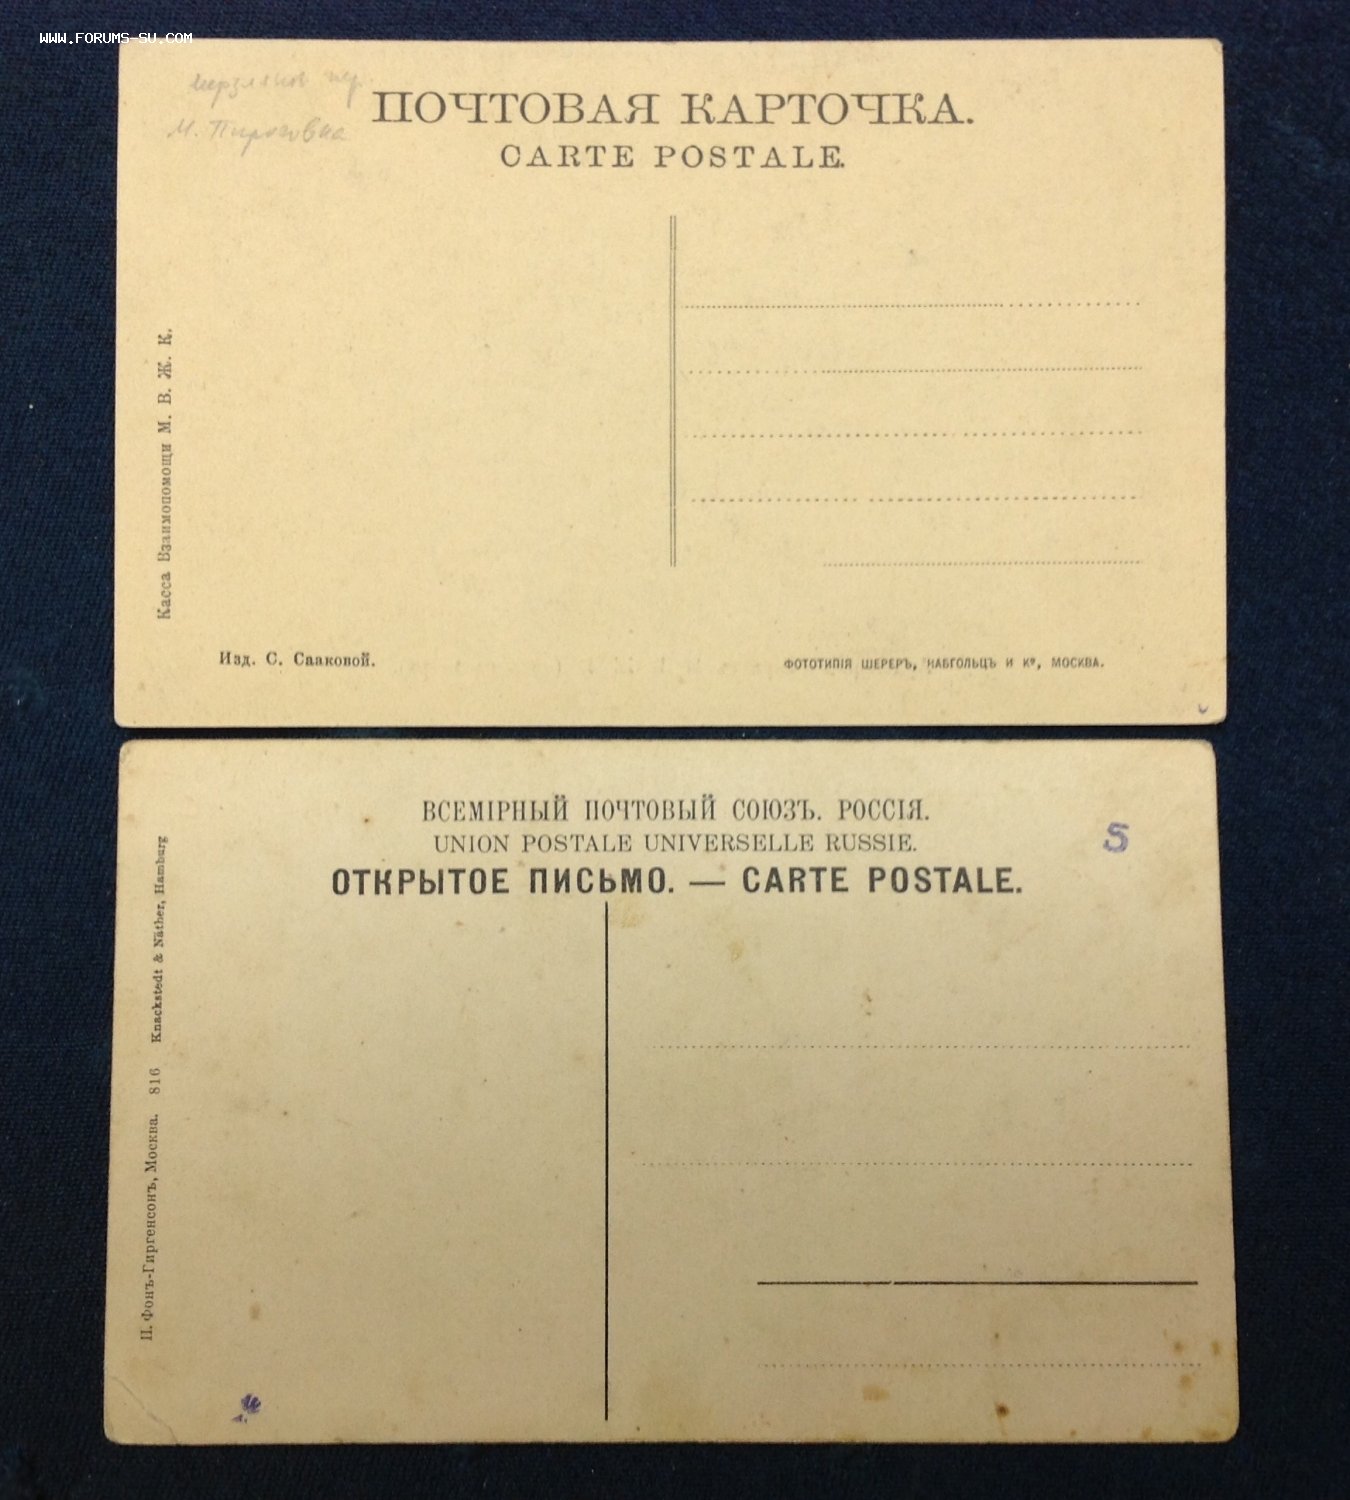 WWW.FORUMS-SU.COM
М. Пироговка
ПОЧТОВАЯ КАРТОЧКА.
CARTE POSTALE.
Касса Взаимопомощи М. В. Ж. К.
Изд. С. Сааковой.
ФОТОТИПІЯ ШЕРЕРЪ, НАБГОЛЬЦЪ И Кº, МОСКВА.
ВСЕМІРНЫЙ ПОЧТОВЫЙ СОЮЗЪ. РОССІЯ.
UNION POSTALE UNIVERSELLE RUSSIE.
ОТКРЫТОЕ ПИСЬМО. — CARTE POSTALE.
5
П. Фонъ-Гиргенсонъ, Москва. 816 Knackstedt & Näther, Hamburg